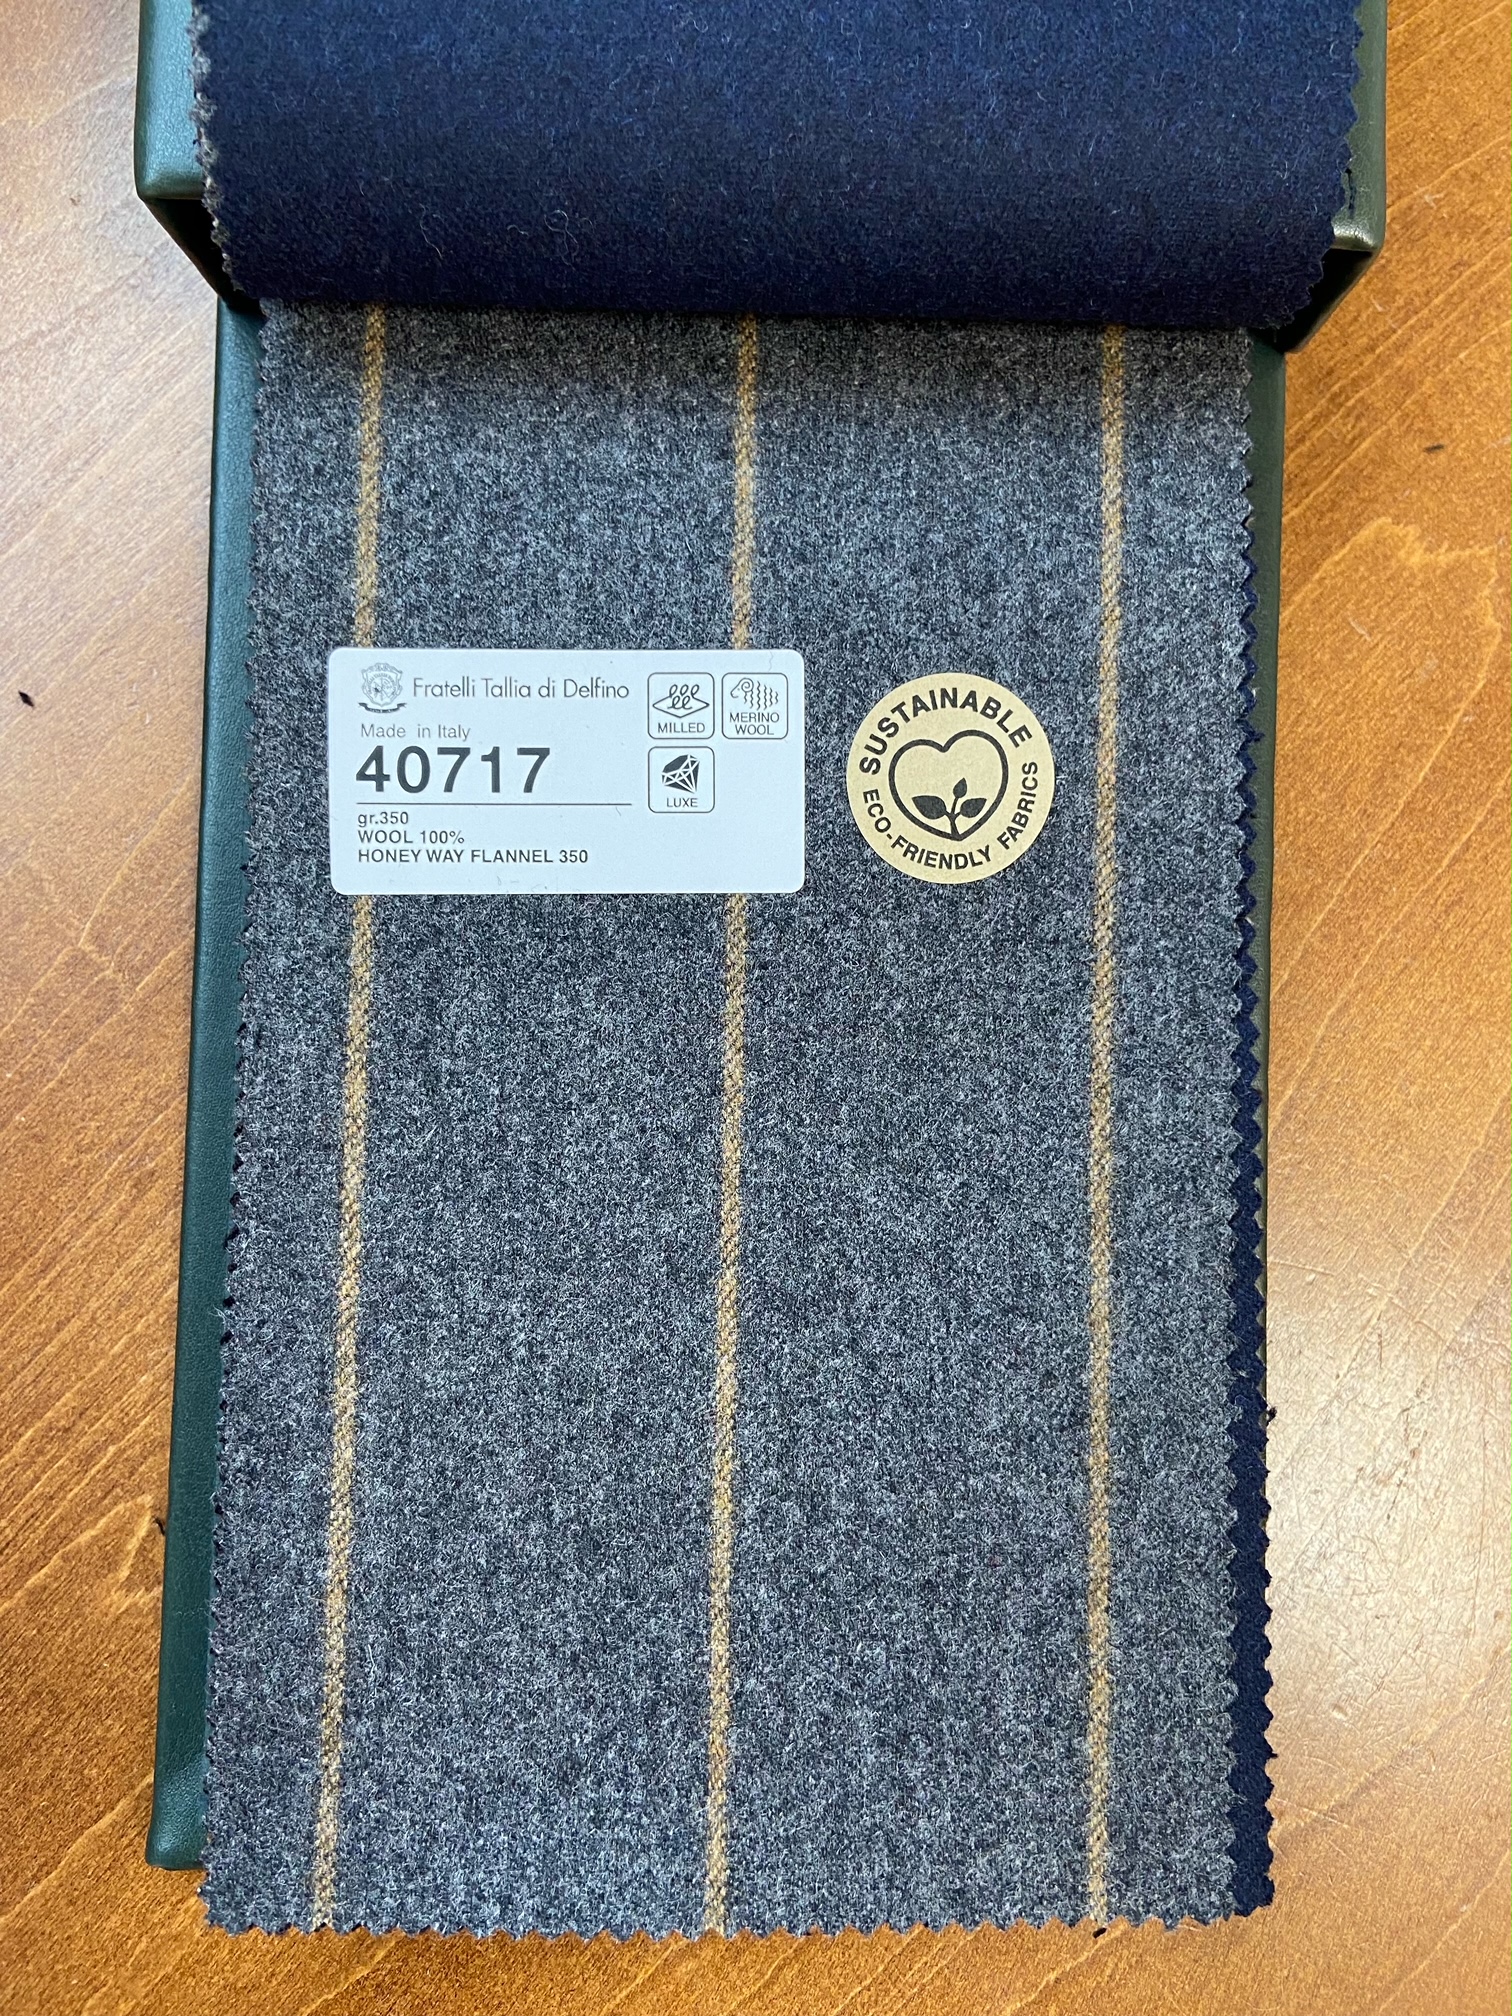 Fratelli Tallia di Delfino
Made in Italy
40717
gr.350
WOOL 100%
HONEY WAY FLANNEL 350
MILLED
MERINO
WOOL
LUXE
SUSTAINABLE
ECO-FRIENDLY FABRICS